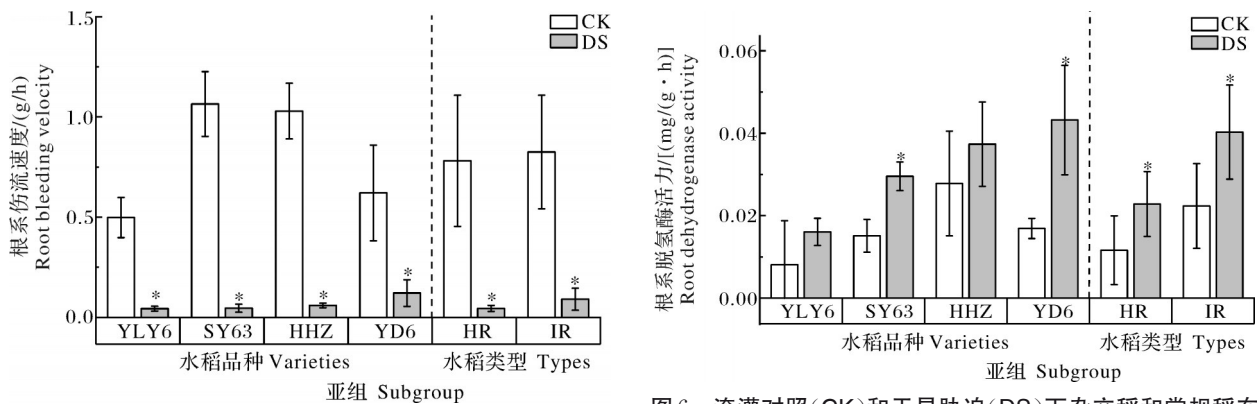 1.5
1.0
0.5
0.0
根系伤流速度/(g/h)
Root bleeding velocity
CK
DS
*
*
*
*
*
*
YLY6 SY63 HHZ YD6 HR IR
水稻品种 Varieties 水稻类型 Types
亚组 Subgroup
0.06
0.04
0.02
0.00
根系脱氢酶活力/[(mg/(g·h)]
Root dehydrogenase activity
CK
DS
*
*
*
*
YLY6 SY63 HHZ YD6 HR IR
水稻品种 Varieties 水稻类型 Types
亚组 Subgroup